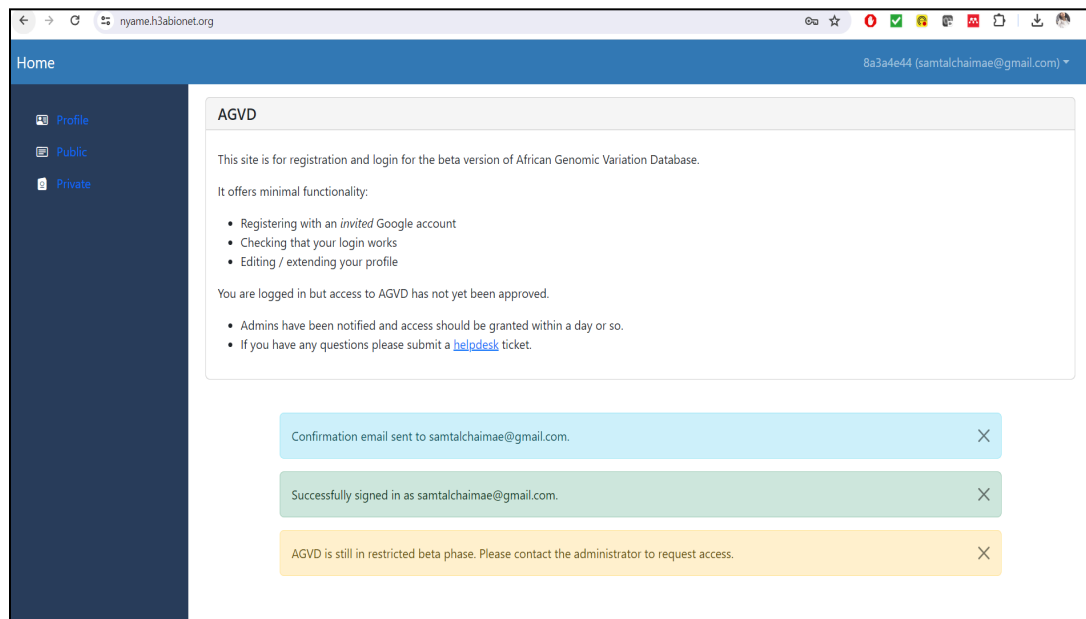 nyame.h3abionet.org
Home
8a3a4e44 (samtalchaimae@gmail.com)
Profile
Public
Private
AGVD
This site is for registration and login for the beta version of African Genomic Variation Database.
It offers minimal functionality:
Registering with an invited Google account
Checking that your login works
Editing / extending your profile
You are logged in but access to AGVD has not yet been approved.
Admins have been notified and access should be granted within a day or so.
If you have any questions please submit a helpdesk ticket.
Confirmation email sent to samtalchaimae@gmail.com.
Successfully signed in as samtalchaimae@gmail.com.
AGVD is still in restricted beta phase. Please contact the administrator to request access.